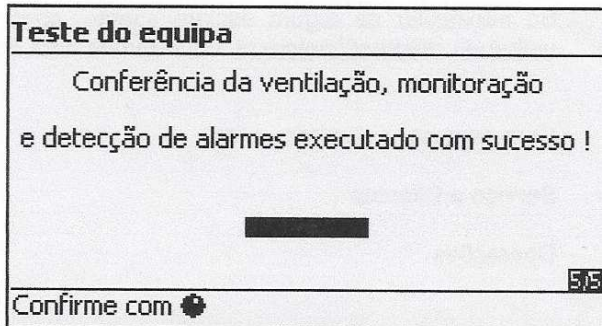 Teste do equipa
Conferência da ventilação, monitoração
e detecção de alarmes executado com sucesso !
5/5
Confirme com